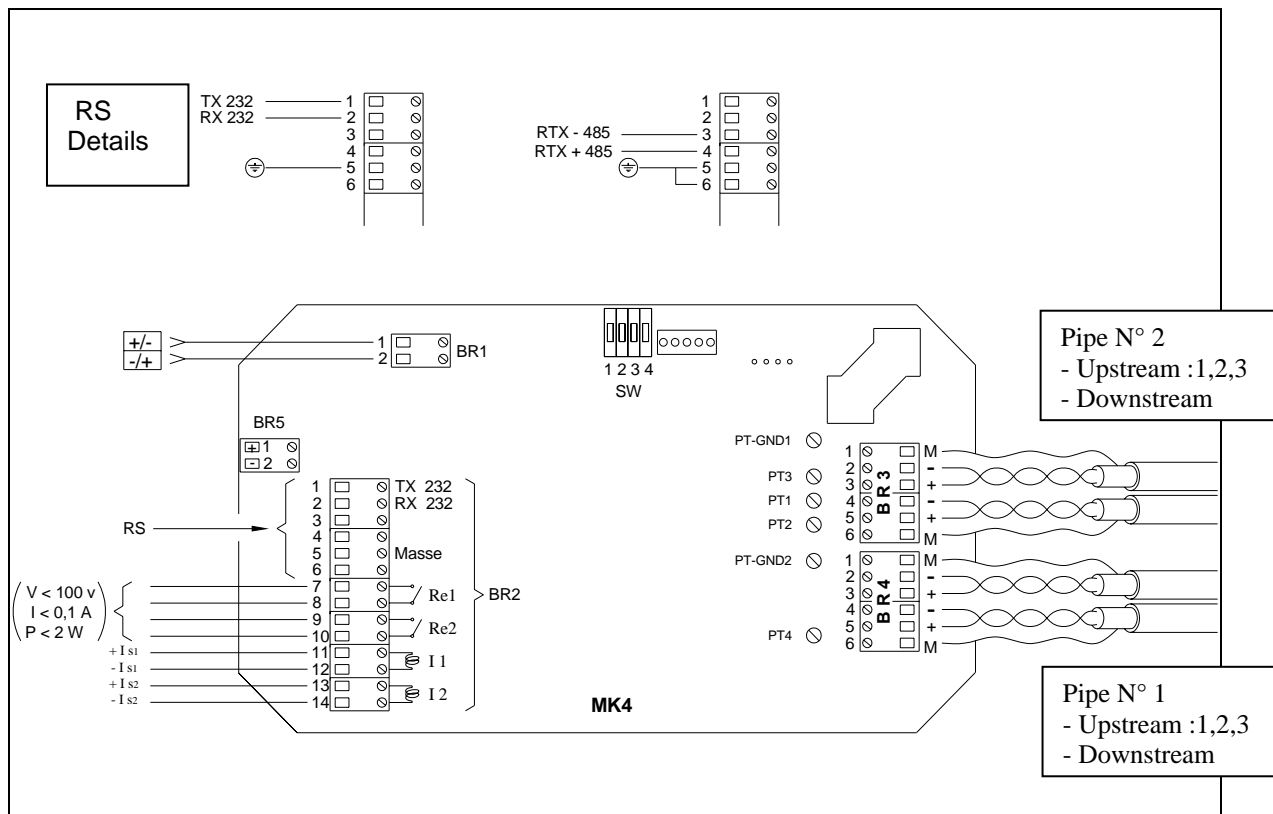 RS
Details
TX 232
RX 232
1
2
3
4
5
6
RTX - 485
RTX + 485
1
2
3
4
5
6
+/-
-/+
1
2
BR1
1 2 3 4
SW
Pipe N° 2
- Upstream :1,2,3
- Downstream
BR5
+ 1
- 2
PT-GND1
PT3
PT1
PT2
PT-GND2
PT4
1
2
3
4
5
6
BR3
M
-
+
-
+
M
1
2
3
4
5
6
BR4
M
-
+
-
+
M
RS
1 TX 232
2 RX 232
3
4
5 Masse
6
7
8
9
10
11
12
13
14
V < 100 v
I < 0,1 A
P < 2 W
+ I s1
- I s1
+ I s2
- I s2
Re1
Re2
I 1
I 2
BR2
MK4
Pipe N° 1
- Upstream :1,2,3
- Downstream